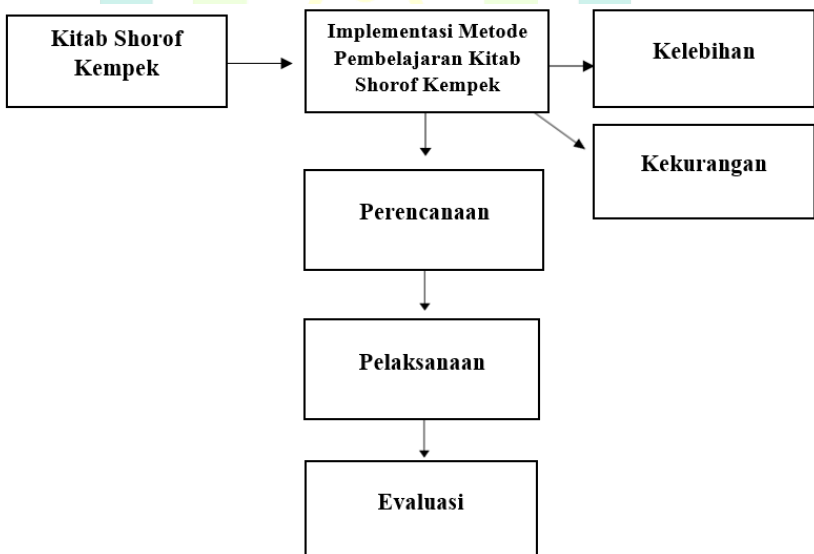 Kitab Shorof
Kempek
Implementasi Metode
Pembelajaran Kitab
Shorof Kempek
Kelebihan
Kekurangan
Perencanaan
Pelaksanaan
Evaluasi